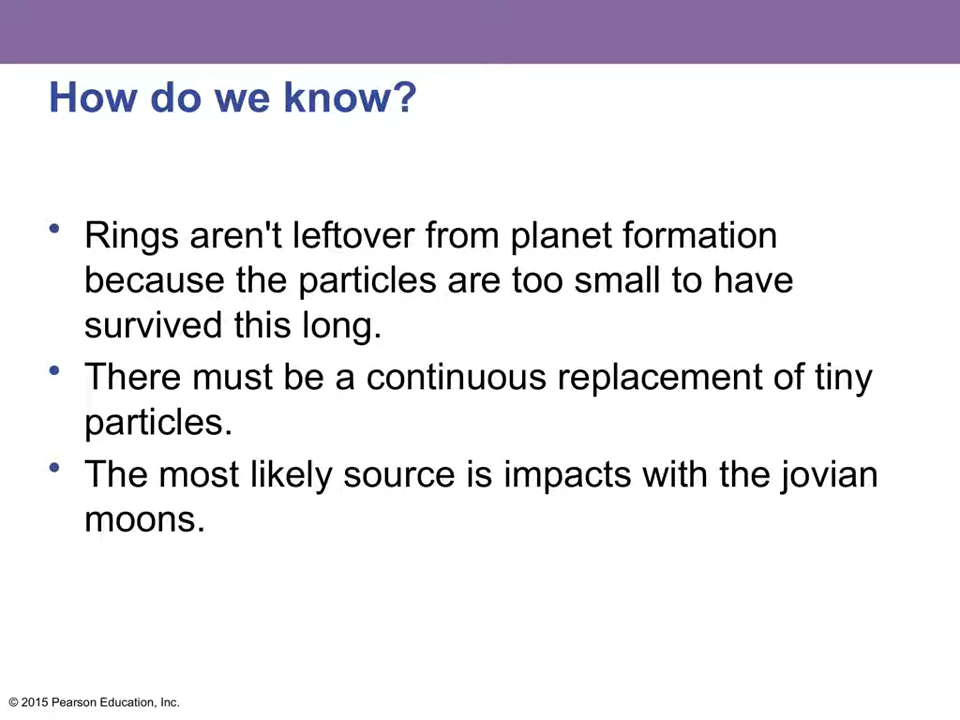 How do we know?
• Rings aren't leftover from planet formation
because the particles are too small to have
survived this long.
• There must be a continuous replacement of tiny
particles.
• The most likely source is impacts with the jovian
moons.
© 2015 Pearson Education, Inc.